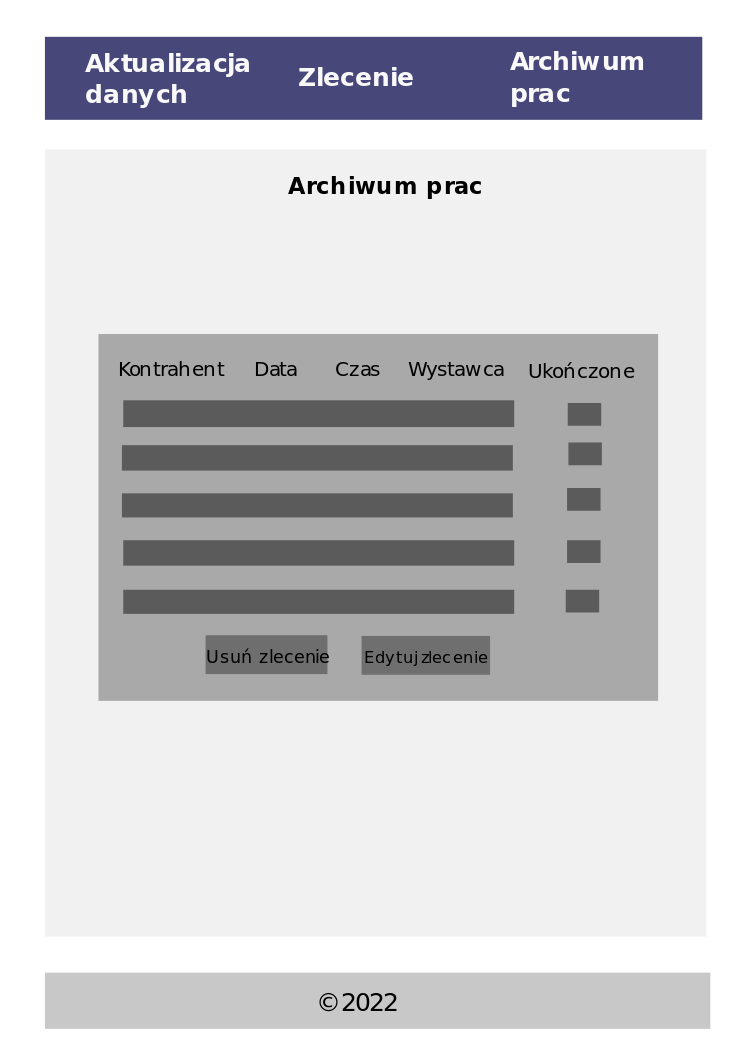 Aktualizacja
danych
Zlecenie
Archiwum
prac
Archiwum prac
Kontrahent Data Czas Wystawca Ukończone
Usuń zlecenie Edytuj zlecenie
©2022